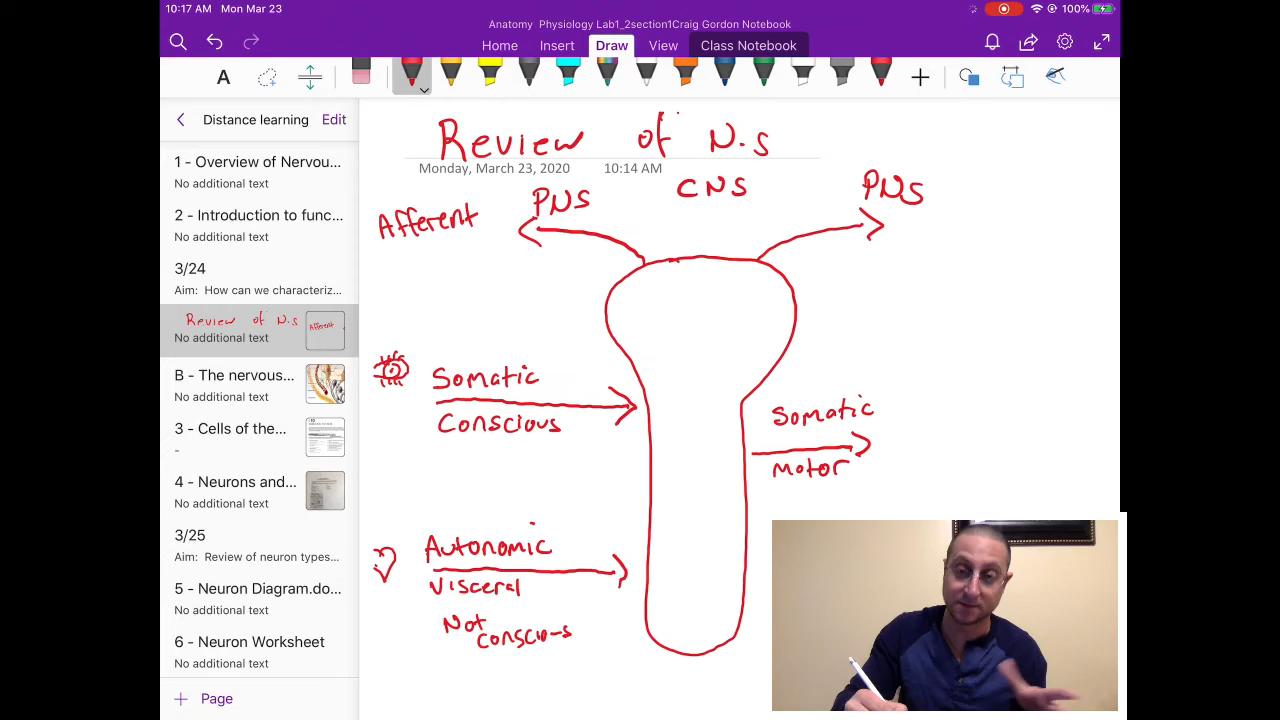 10:17 AM Mon Mar 23
100%
Anatomy Physiology Lab1_2section1Craig Gordon Notebook
Home Insert Draw View Class Notebook
A
Distance learning Edit
1 - Overview of Nervou...
No additional text
2 - Introduction to func...
No additional text
3/24
Aim: How can we characteriz...
Review of N.S
No additional text
Afferent
B - The nervous...
No additional text
3 - Cells of the...
-
4 - Neurons and...
No additional text
3/25
Aim: Review of neuron types...
5 - Neuron Diagram.do...
No additional text
6 - Neuron Worksheet
No additional text
+ Page
Review of N.S
Monday, March 23, 2020 10:14 AM
Afferent PNS CNS PNS
Somatic
Conscious
Somatic
motor
Autonomic
Visceral
Not
conscious